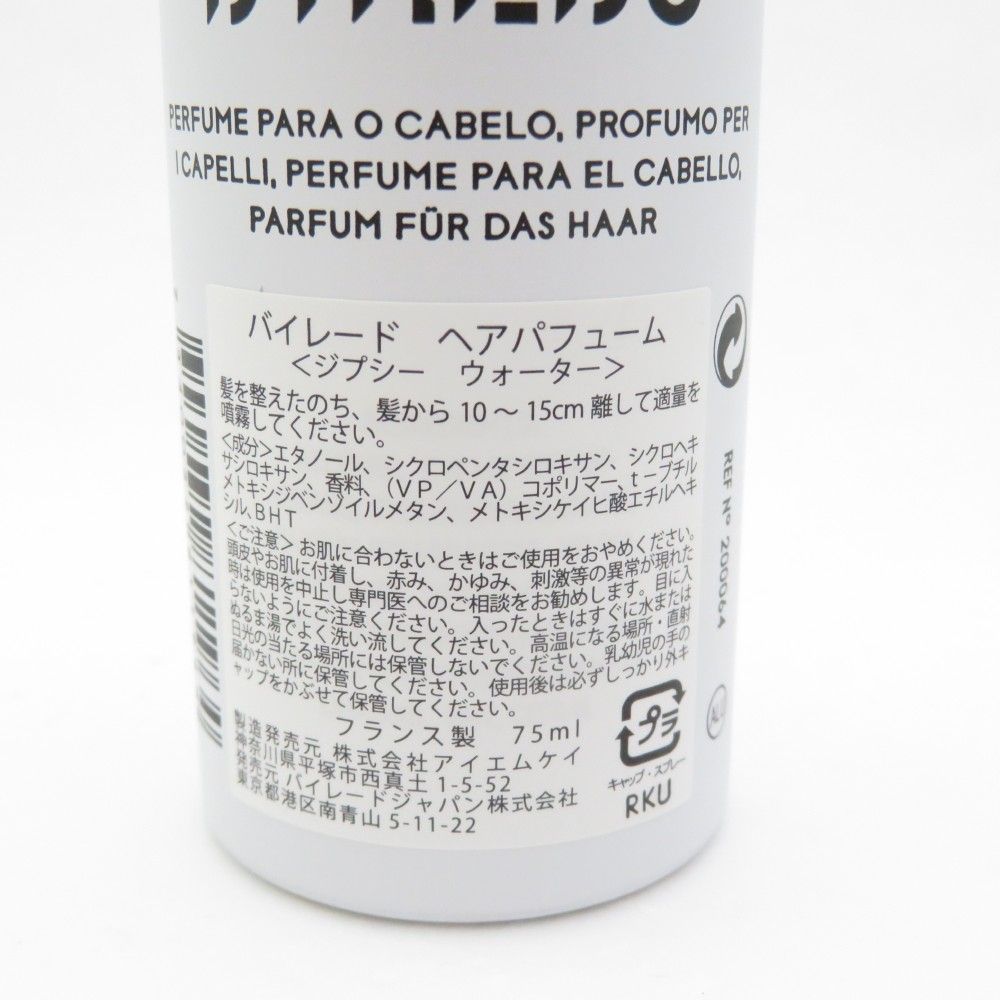 PERFUME PARA O CABELO, PROFUMO PER
I CAPELLI, PERFUME PARA EL CABELLO,
PARFUM FÜR DAS HAAR
バイレード ヘアパフューム
<ジプシー ウォーター>
髪を整えたのち、髪から 10 ～ 15cm 離して適量を
噴霧してください。
<成分>エタノール、シクロペンタシロキサン、シクロヘキ
サンロキサン、香料、（ＶＰ／ＶＡ）コポリマー、ｔ－ブチル
メトキシジベンゾイルメタン、メトキシケイヒ酸エチルヘキ
シル、BHT
<ご注意> お肌に合わないときはご使用をおやめください。
頭皮やお肌に付着し、赤み、かゆみ、刺激等の異常が現れた
時は使用を中止し専門医へのご相談をお勧めします。目に入
らないようにご注意ください。入ったときはすぐに水または
ぬるま湯でよく洗い流してください。高温になる場所・直射
日光の当たる場所には保管しないでください。乳幼児の手の
届かない所に保管してください。使用後は必ずしっかり外キ
ャップをかぶせて保管してください。
フランス製 75ml
製造発売元 株式会社アイエムケイ
神奈川県平塚市西真土 1-5-52
発売元 バイレードジャパン株式会社
東京都港区南青山 5-11-22
プラ
キャップ・スプレー
RKU
REF Nº 200064